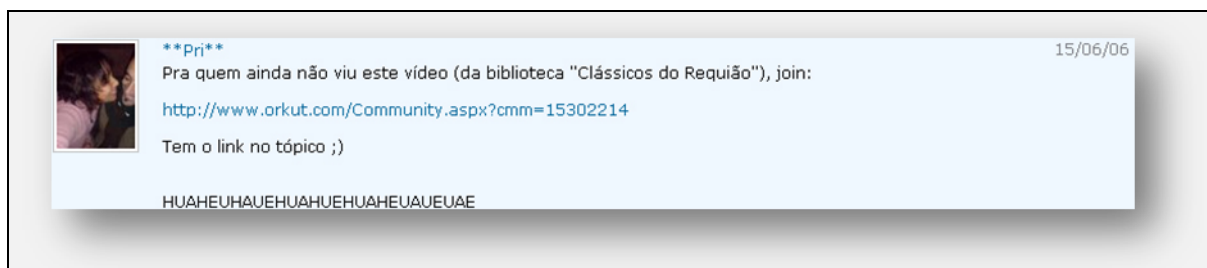 **Pri**
15/06/06
Pra quem ainda não viu este vídeo (da biblioteca "Clássicos do Requião"), join:
http://www.orkut.com/Community.aspx?cmm=15302214
Tem o link no tópico ;)
HUAHEUHAUEHUAHUEHUAHEUAUEUAE